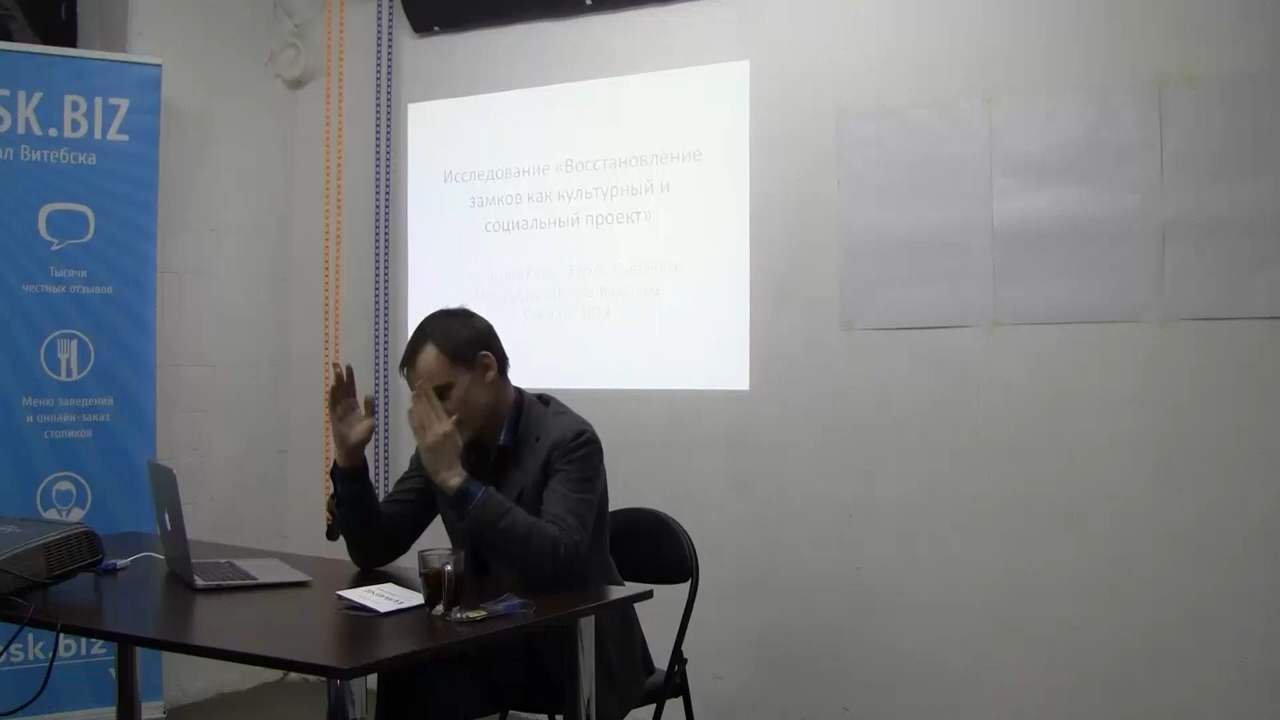 SK.BIZ
ал Витебска
Тысячи
честных отзывов
Меню заведений
и онлайн-заказ
столиков
sk.biz
Исследование «Восстановление
замков как культурный и
социальный проект»